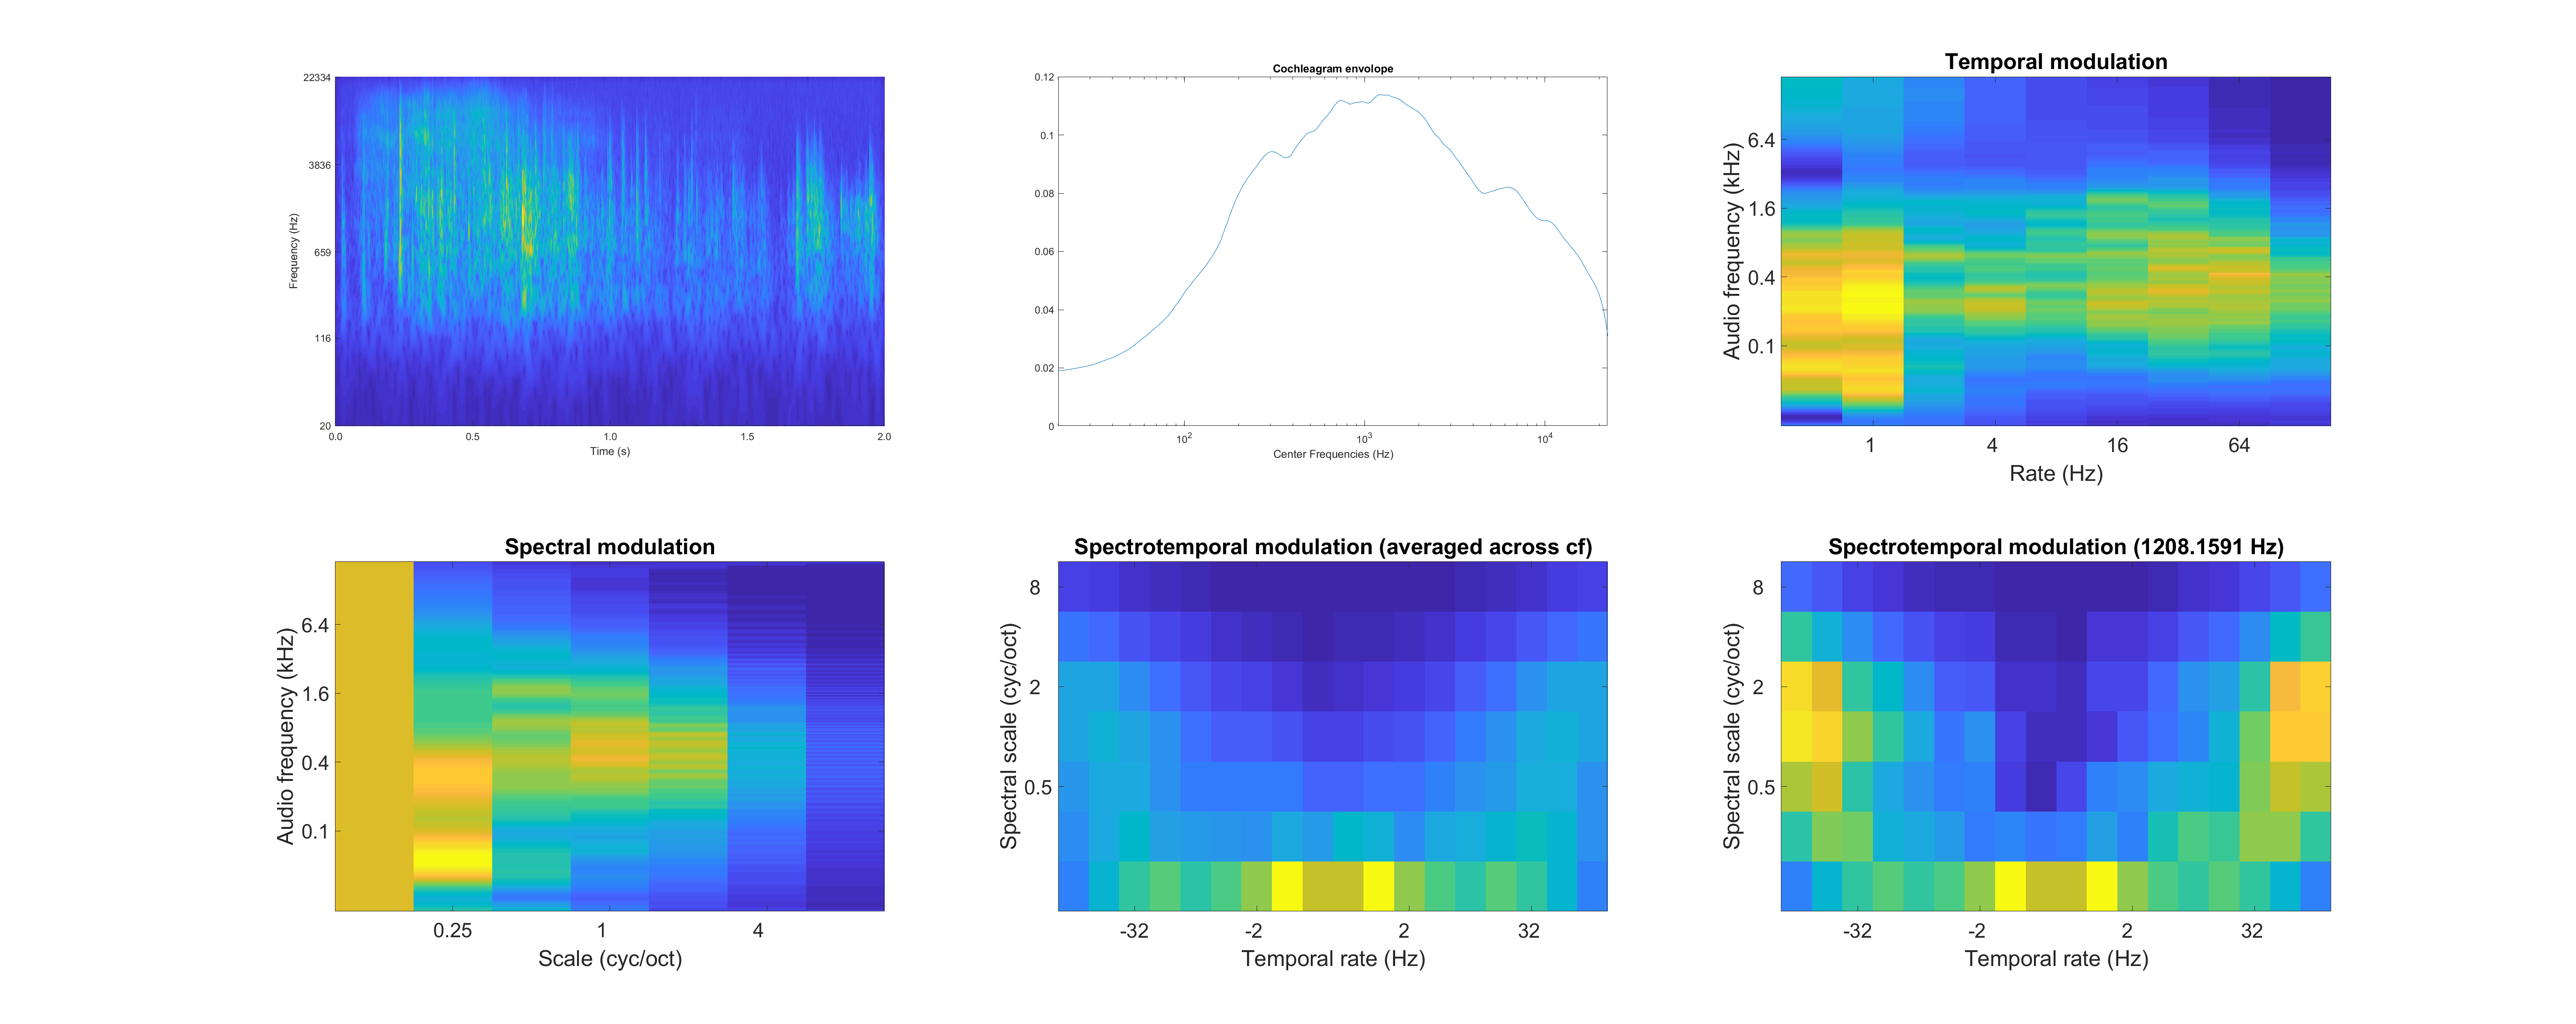 22334
3836
659
116
20
Frequency (Hz)
0.0 0.5 1.0 1.5 2.0
Time (s)
Cochleagram envolope
0.12
0.1
0.08
0.06
0.04
0.02
0
10^2 10^3 10^4
Center Frequencies (Hz)
Temporal modulation
6.4
1.6
0.4
0.1
Audio frequency (kHz)
1 4 16 64
Rate (Hz)
Spectral modulation
6.4
1.6
0.4
0.1
Audio frequency (kHz)
0.25 1 4
Scale (cyc/oct)
Spectrotemporal modulation (averaged across cf)
8
2
0.5
Spectral scale (cyc/oct)
-32 -2 2 32
Temporal rate (Hz)
Spectrotemporal modulation (1208.1591 Hz)
8
2
0.5
Spectral scale (cyc/oct)
-32 -2 2 32
Temporal rate (Hz)